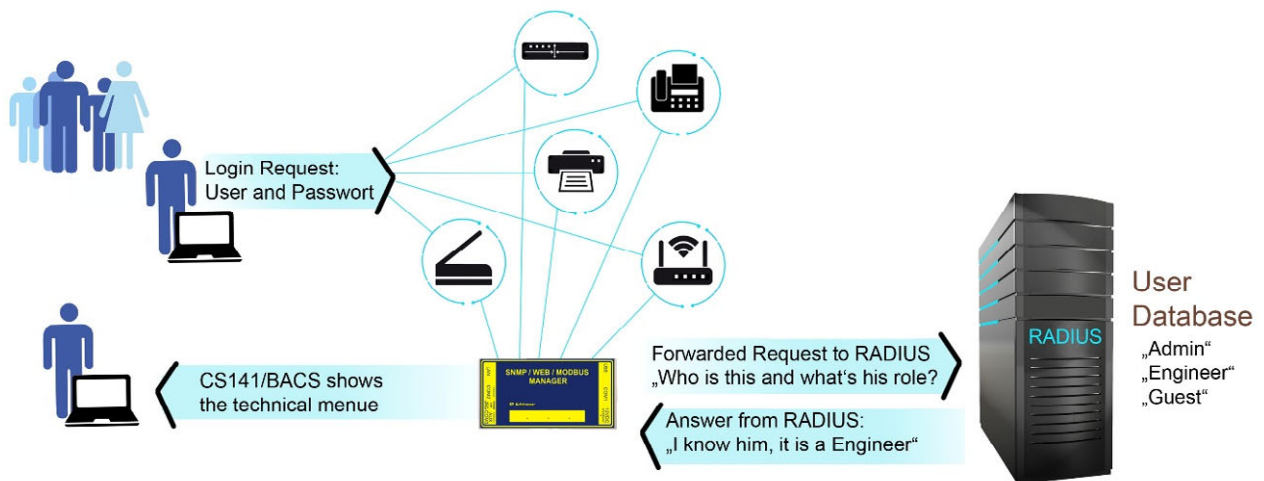 Login Request:
User and Passwort
CS141/BACS shows
the technical menue
SNMP / WEB / MODBUS
MANAGER
Forwarded Request to RADIUS
„Who is this and what‘s his role?
Answer from RADIUS:
„I know him, it is a Engineer“
RADIUS
User
Database
„Admin“
„Engineer“
„Guest“